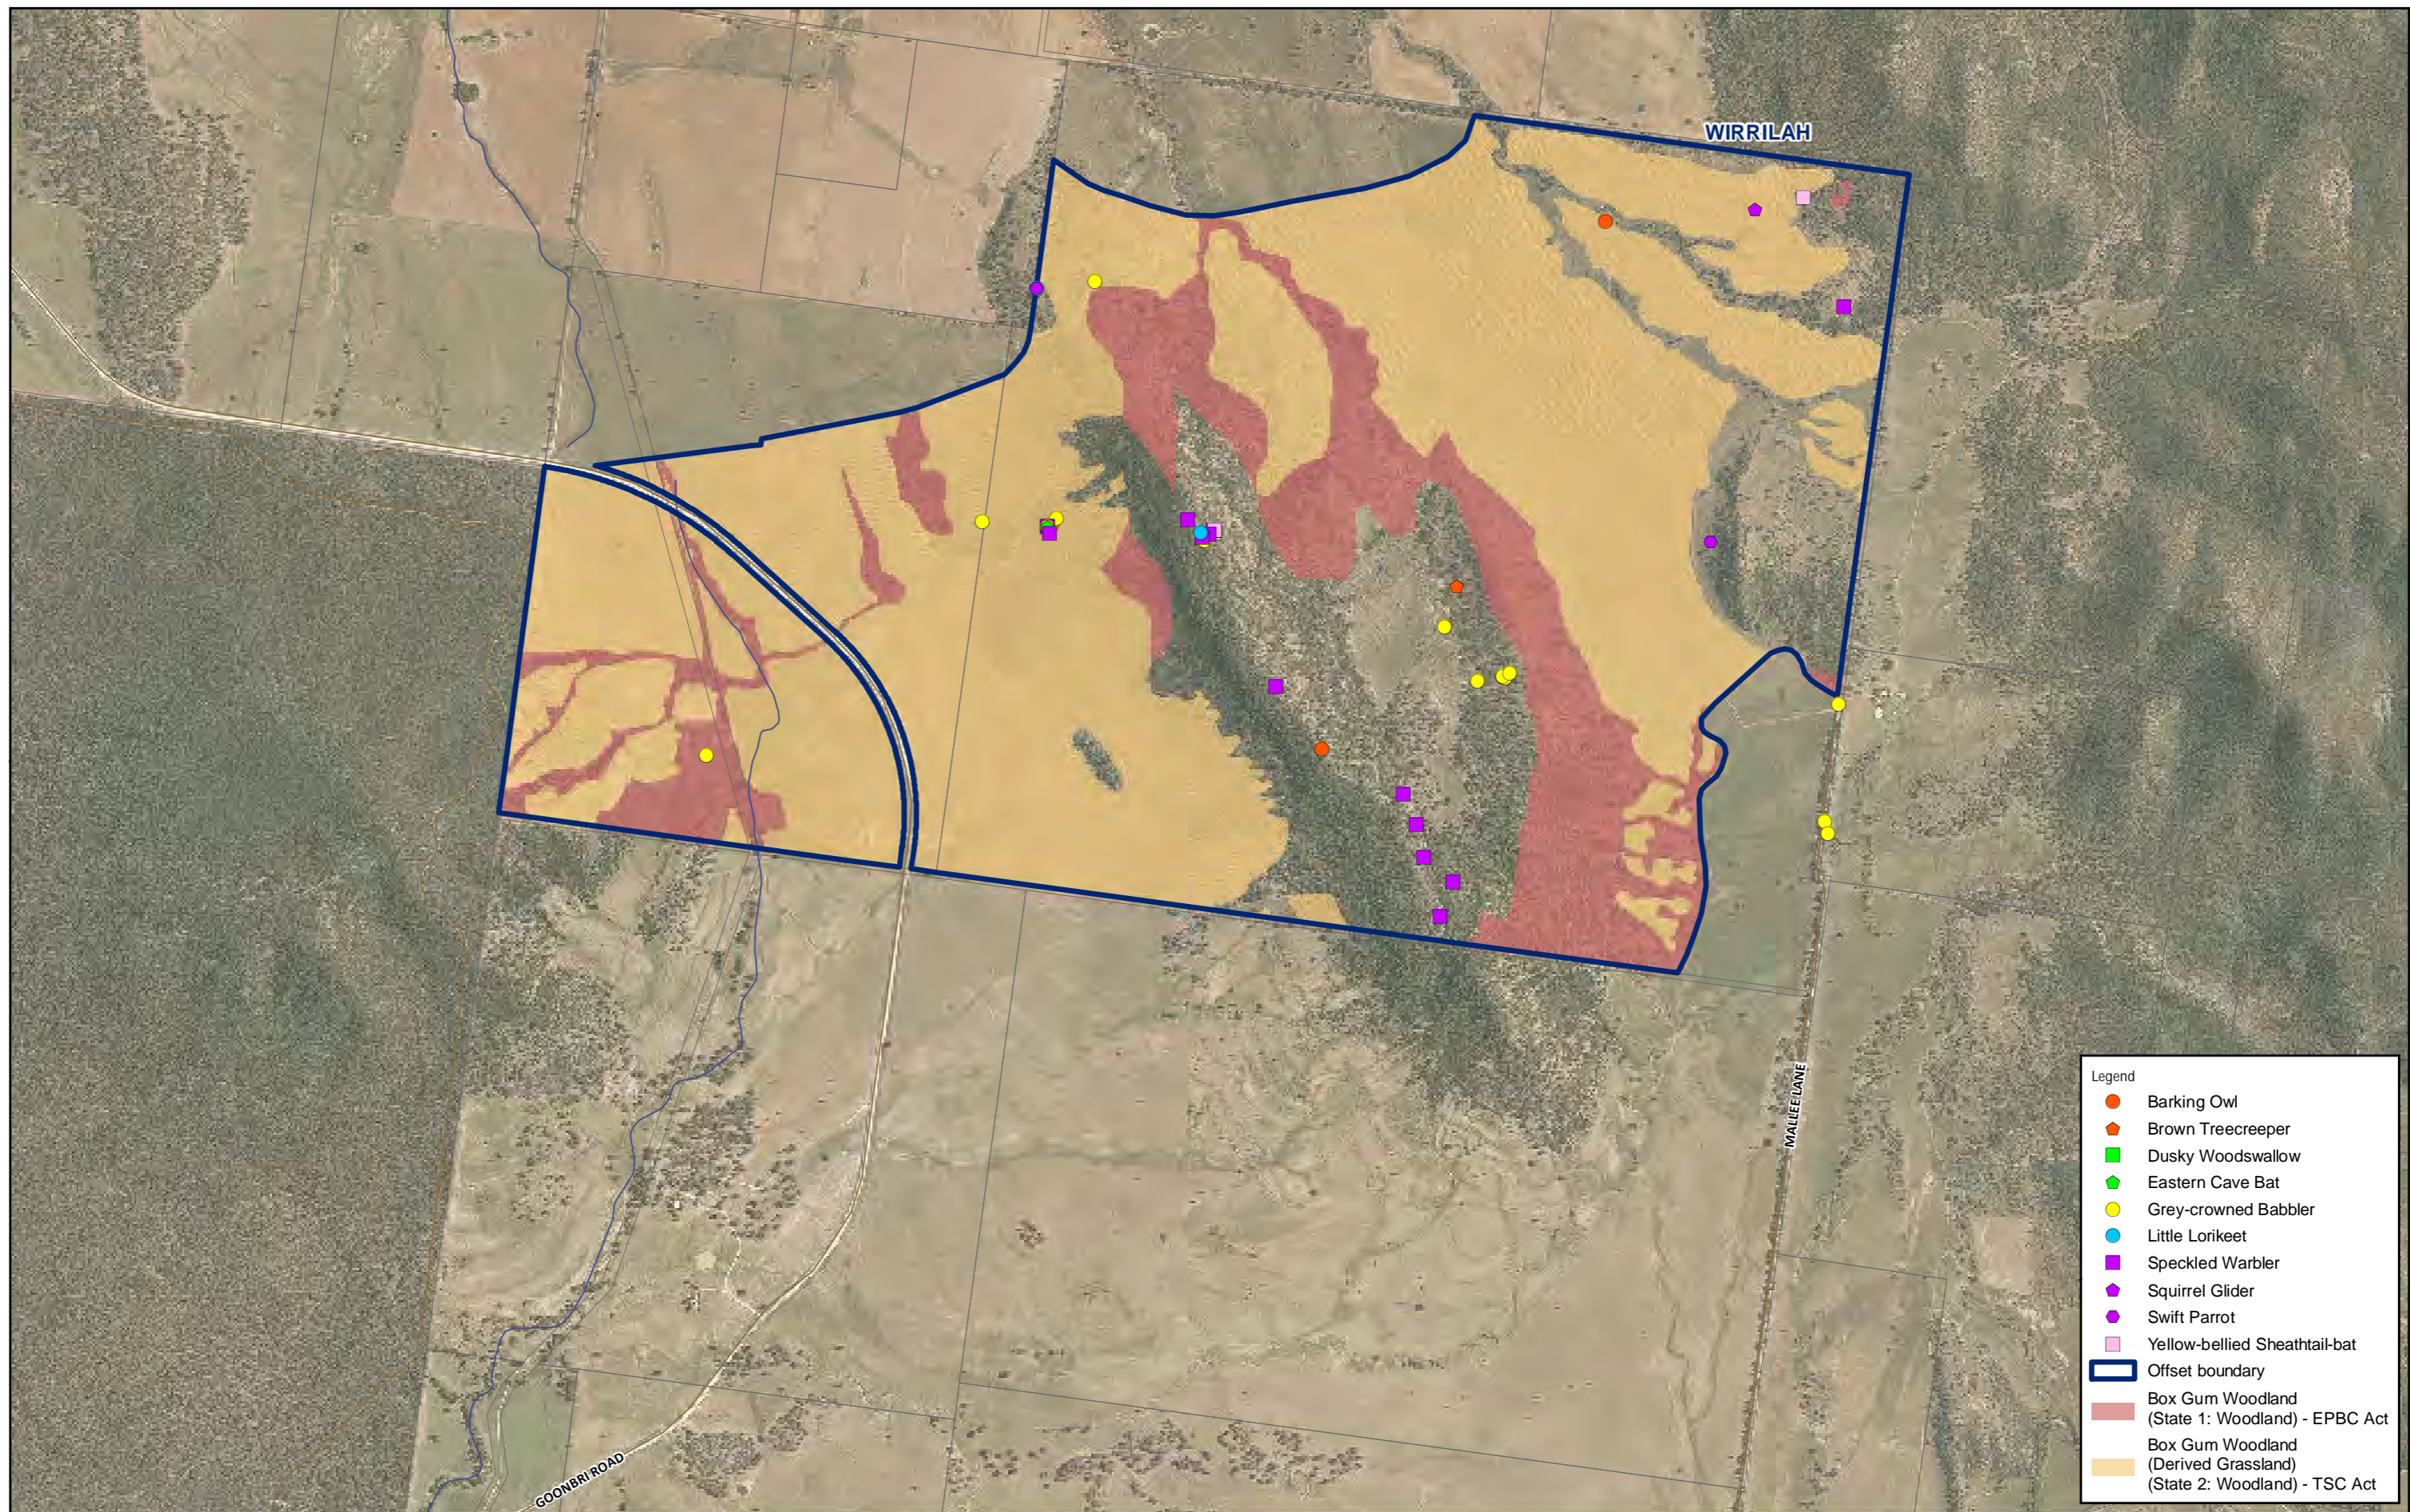 WIRRILAH
MALLEE LANE
GOONBRI ROAD
Legend
Barking Owl
Brown Treecreeper
Dusky Woodswallow
Eastern Cave Bat
Grey-crowned Babbler
Little Lorikeet
Speckled Warbler
Squirrel Glider
Swift Parrot
Yellow-bellied Sheathtail-bat
Offset boundary
Box Gum Woodland
(State 1: Woodland) - EPBC Act
Box Gum Woodland
(Derived Grassland)
(State 2: Woodland) - TSC Act